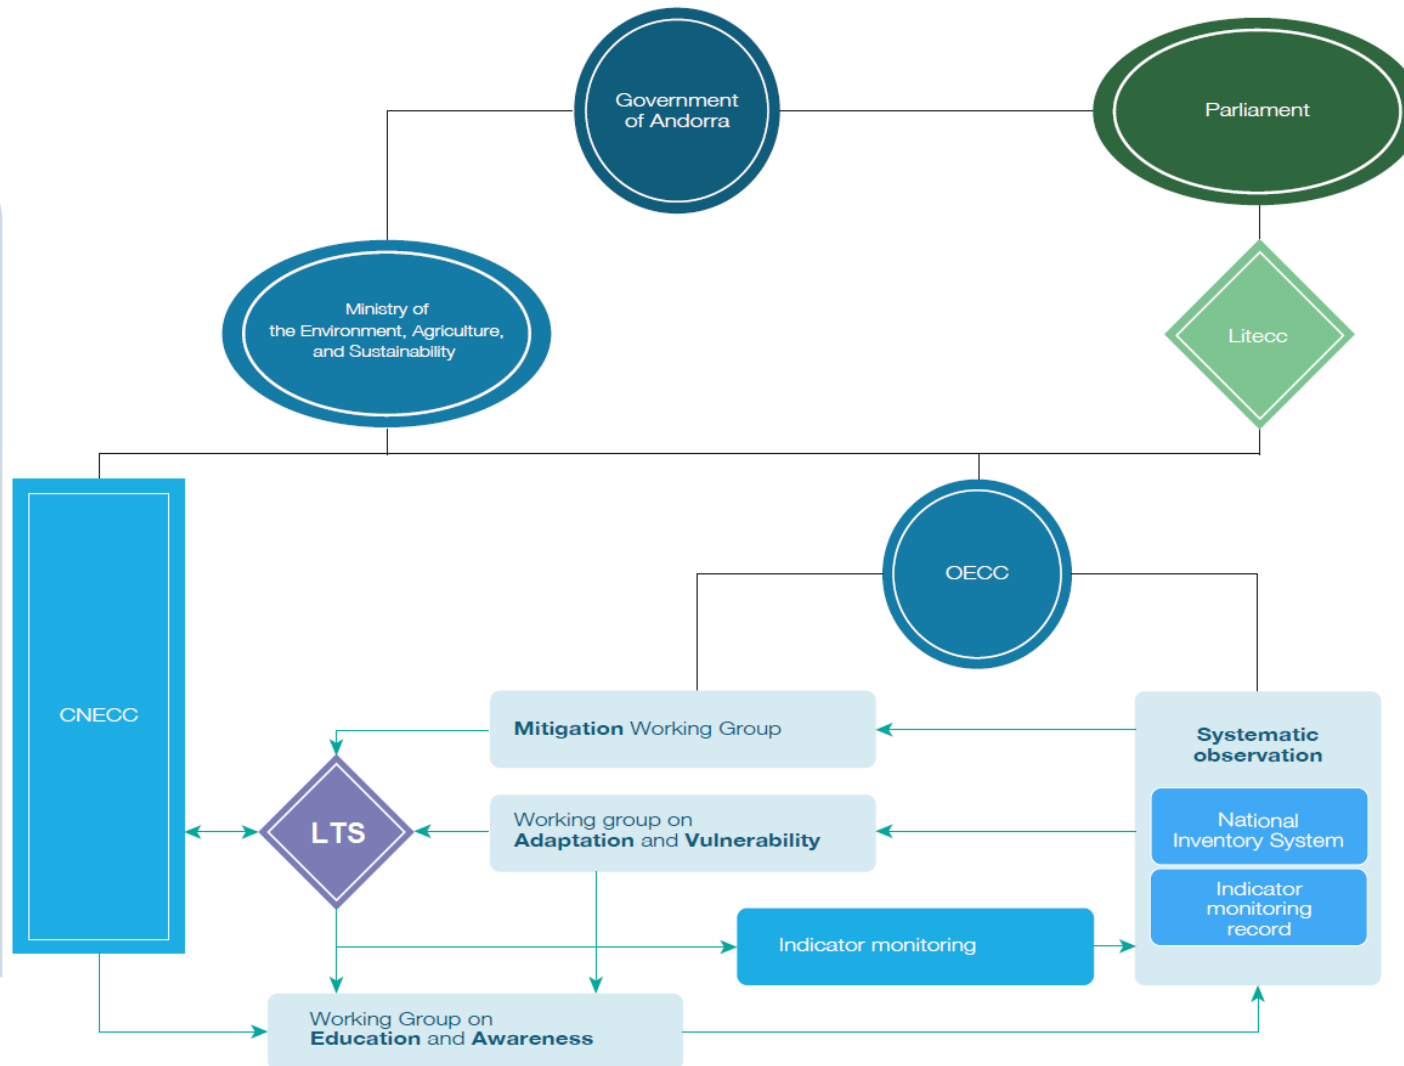 Government
of Andorra
Parliament
Ministry of
the Environment, Agriculture,
and Sustainability
Litecc
OECC
CNECC
Mitigation Working Group
Systematic
observation
LTS
Working group on
Adaptation and Vulnerability
National
Inventory System
Indicator
monitoring
record
Indicator monitoring
Working Group on
Education and Awareness